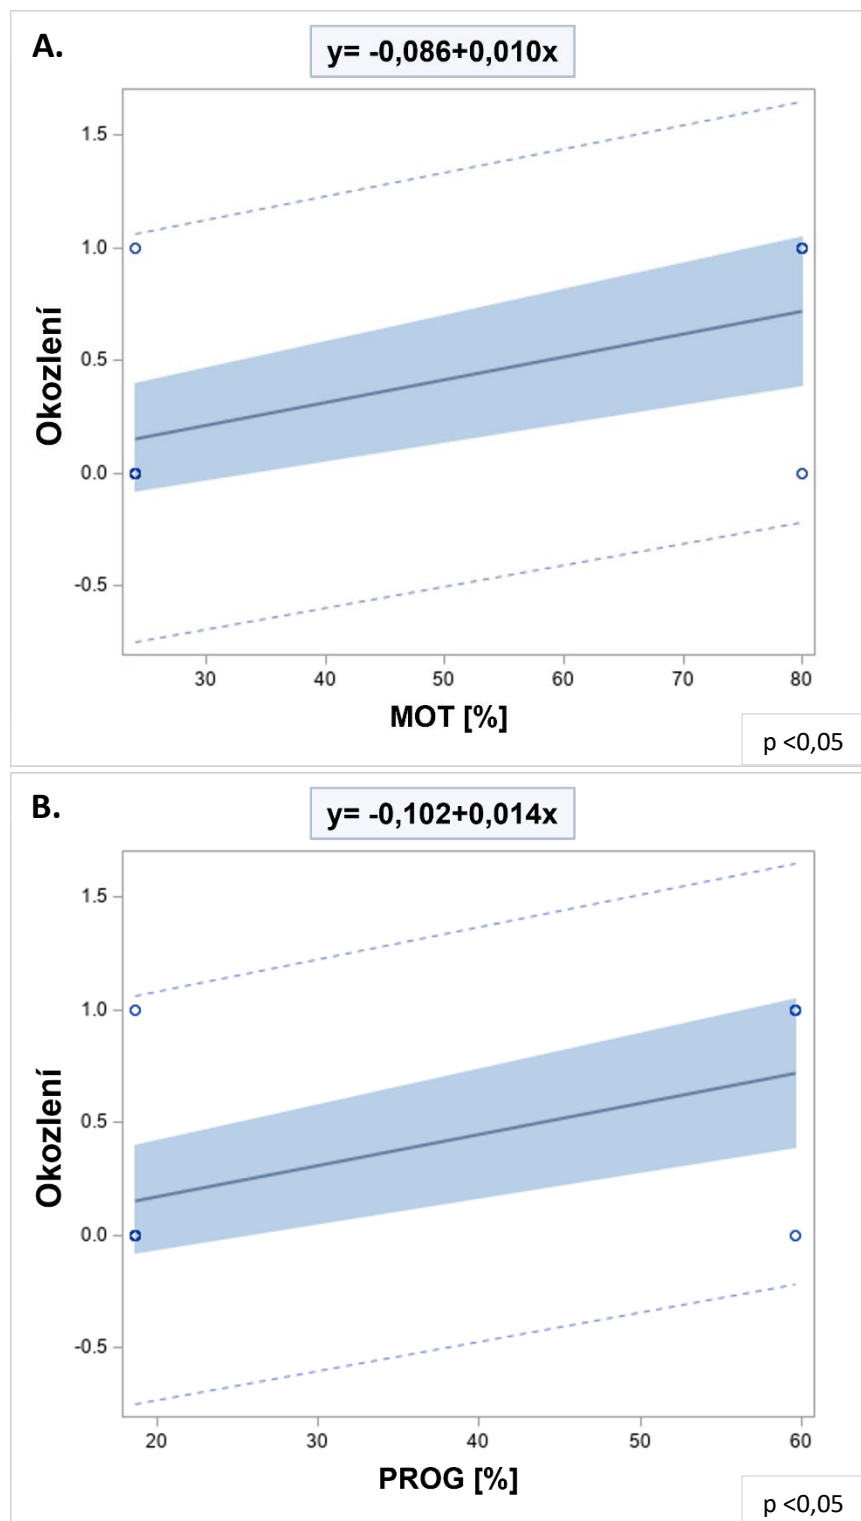 A.
y= -0,086+0,010x
1.5
1.0
0.5
0.0
-0.5
Okozlení
30 40 50 60 70 80
MOT [%]
p <0,05
B.
y= -0,102+0,014x
1.5
1.0
0.5
0.0
-0.5
Okozlení
20 30 40 50 60
PROG [%]
p <0,05